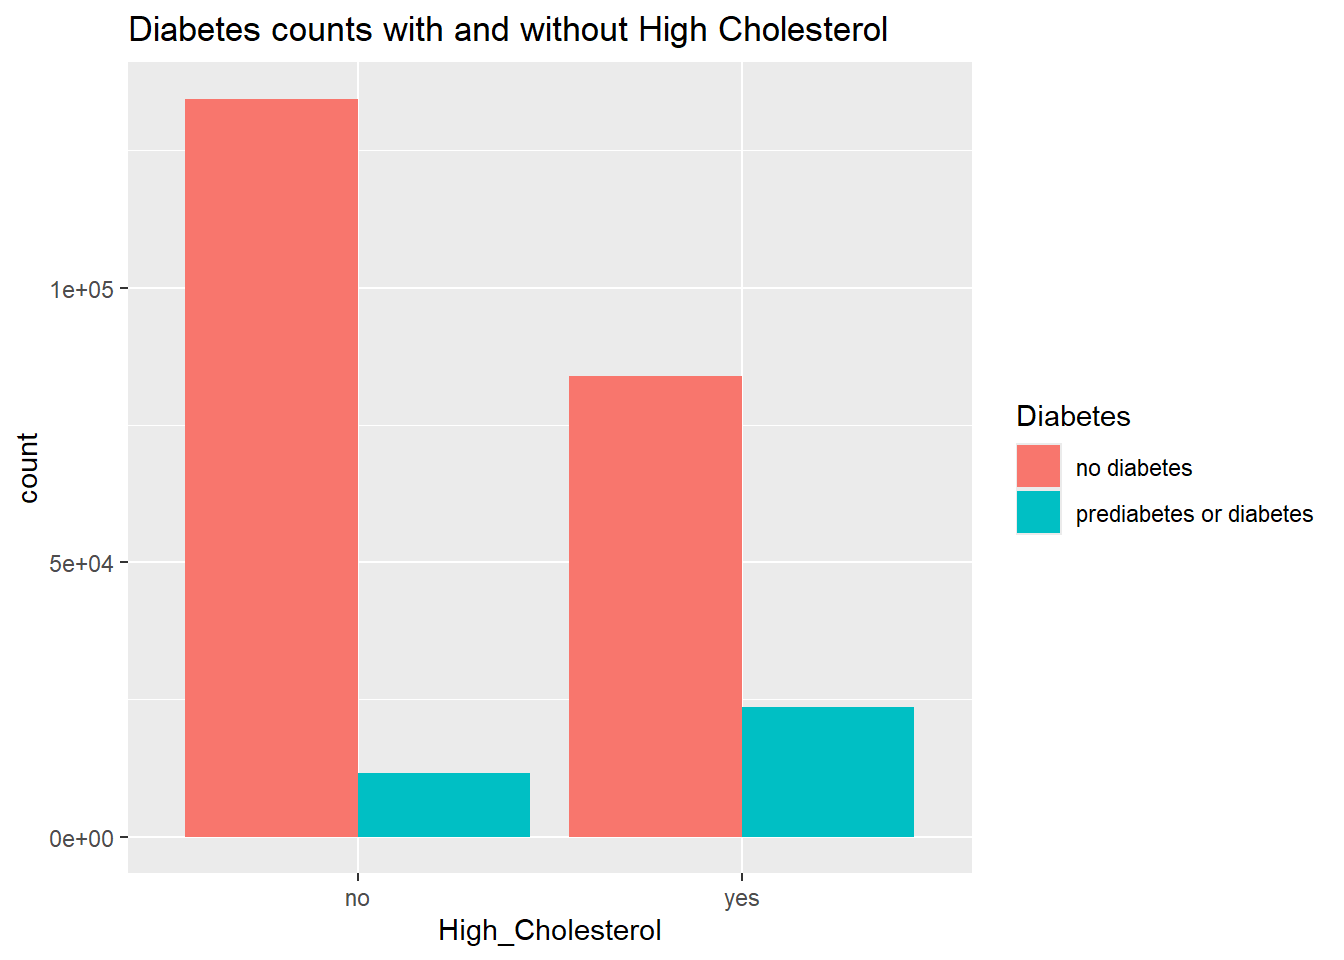 Diabetes counts with and without High Cholesterol
1e+05
5e+04
0e+00
count
no
yes
High_Cholesterol
Diabetes
no diabetes
prediabetes or diabetes